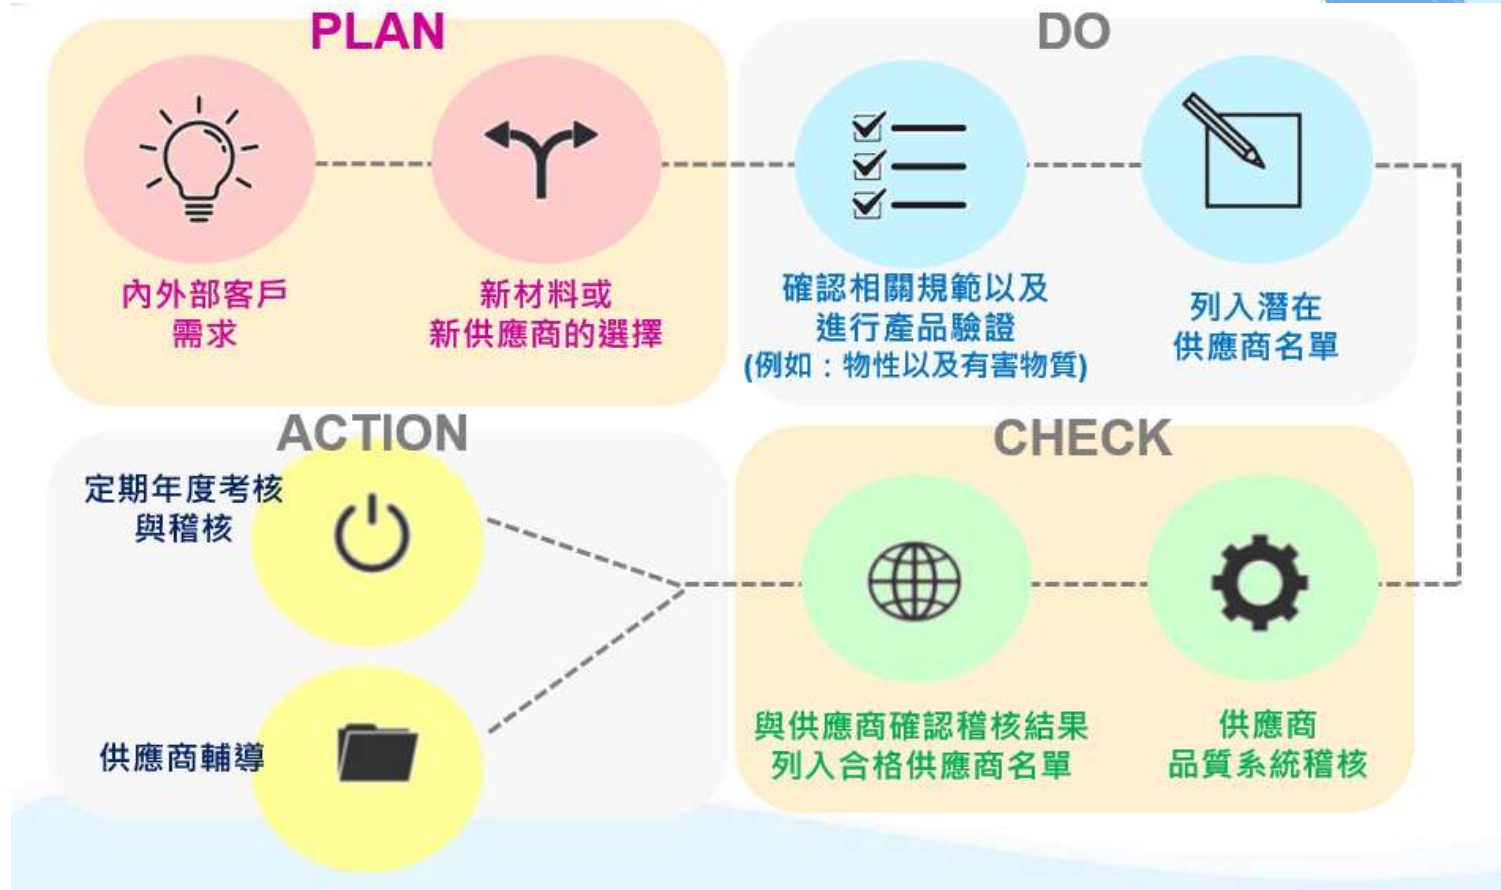 PLAN
內外部客戶
需求
新材料或
新供應商的選擇
DO
確認相關規範以及
進行產品驗證
(例如：物性以及有害物質)
列入潛在
供應商名單
ACTION
定期年度考核
與稽核
供應商輔導
CHECK
與供應商確認稽核結果
列入合格供應商名單
供應商
品質系統稽核